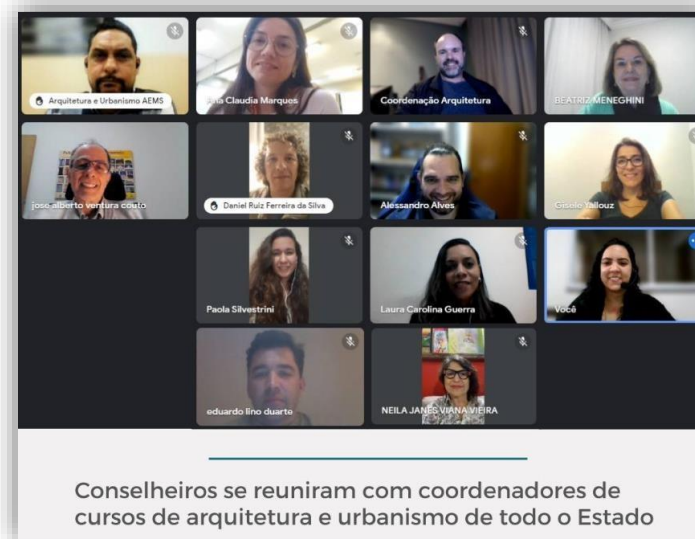 Arquitetura e Urbanismo AEMS
Ana Claudia Marques
Coordenação Arquitetura
BEATRIZ MENEGHINI
jose alberto ventura couto
Daniel Ruiz Ferreira da Silva
Alessandro Alves
Gisele Yallouz
Paola Silvestrini
Laura Carolina Guerra
Você
eduardo lino duarte
NEILA JANES VIANA VIEIRA
Conselheiros se reuniram com coordenadores de
cursos de arquitetura e urbanismo de todo o Estado